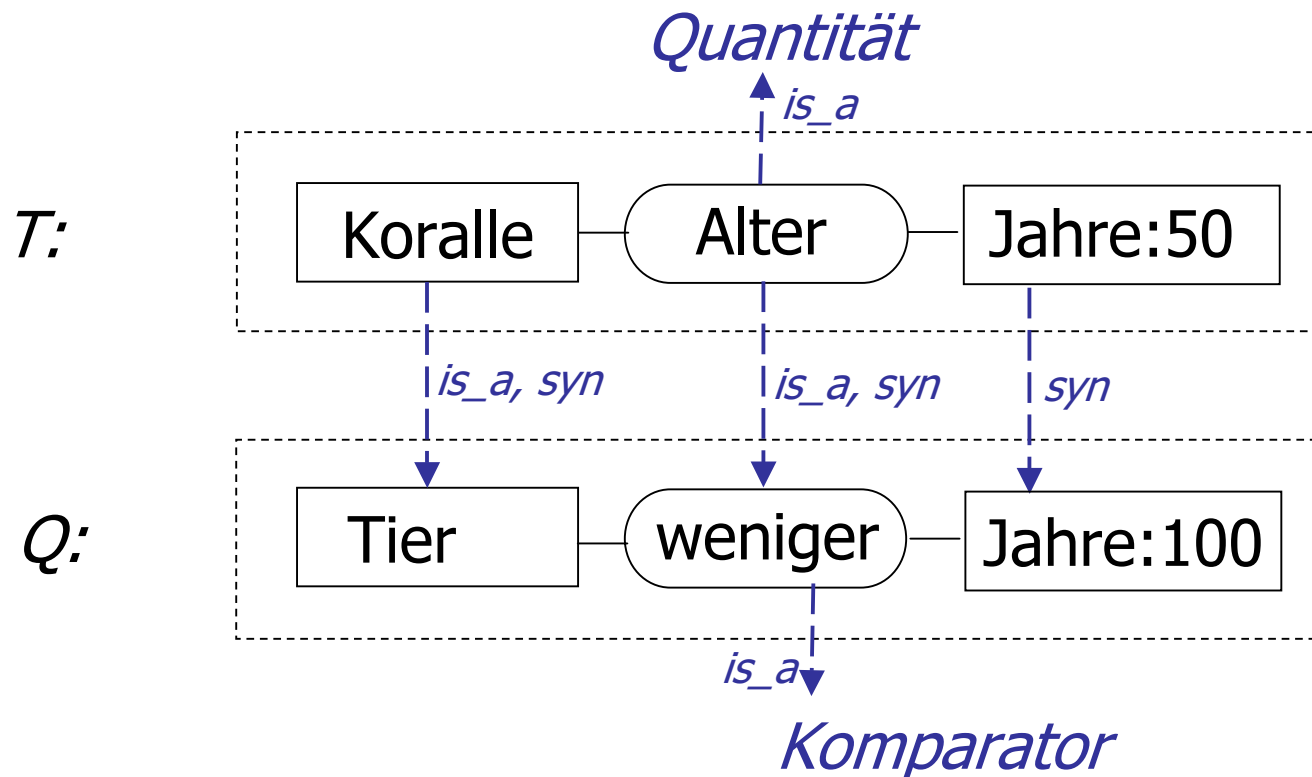 Quantität
is_a
T:
Koralle
Alter
Jahre:50
is_a, syn
is_a, syn
syn
Q:
Tier
weniger
Jahre:100
is_a
Komparator